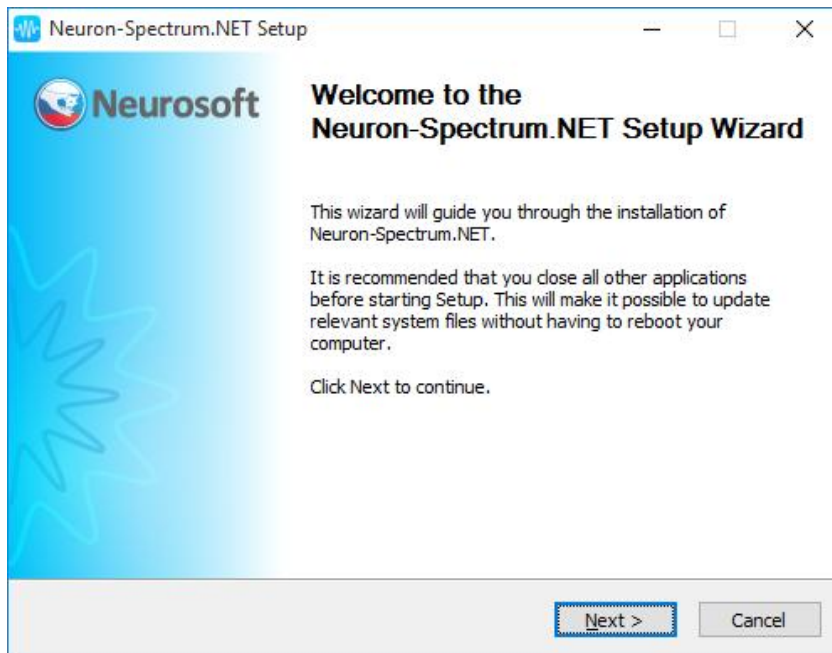 Neuron-Spectrum.NET Setup
Neurosoft
Welcome to the
Neuron-Spectrum.NET Setup Wizard
This wizard will guide you through the installation of
Neuron-Spectrum.NET.
It is recommended that you close all other applications
before starting Setup. This will make it possible to update
relevant system files without having to reboot your
computer.
Click Next to continue.
Next >
Cancel